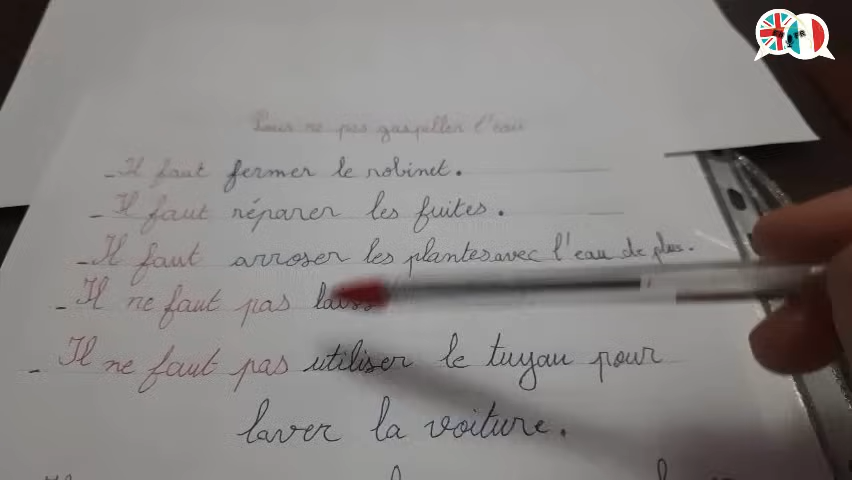 Pour ne pas gaspiller l'eau
- Il faut fermer le robinet.
- Il faut réparer les fuites.
- Il faut arroser les plantes avec l'eau de plus.
- Il ne faut pas
- Il ne faut pas utiliser le tuyau pour
laver la voiture.